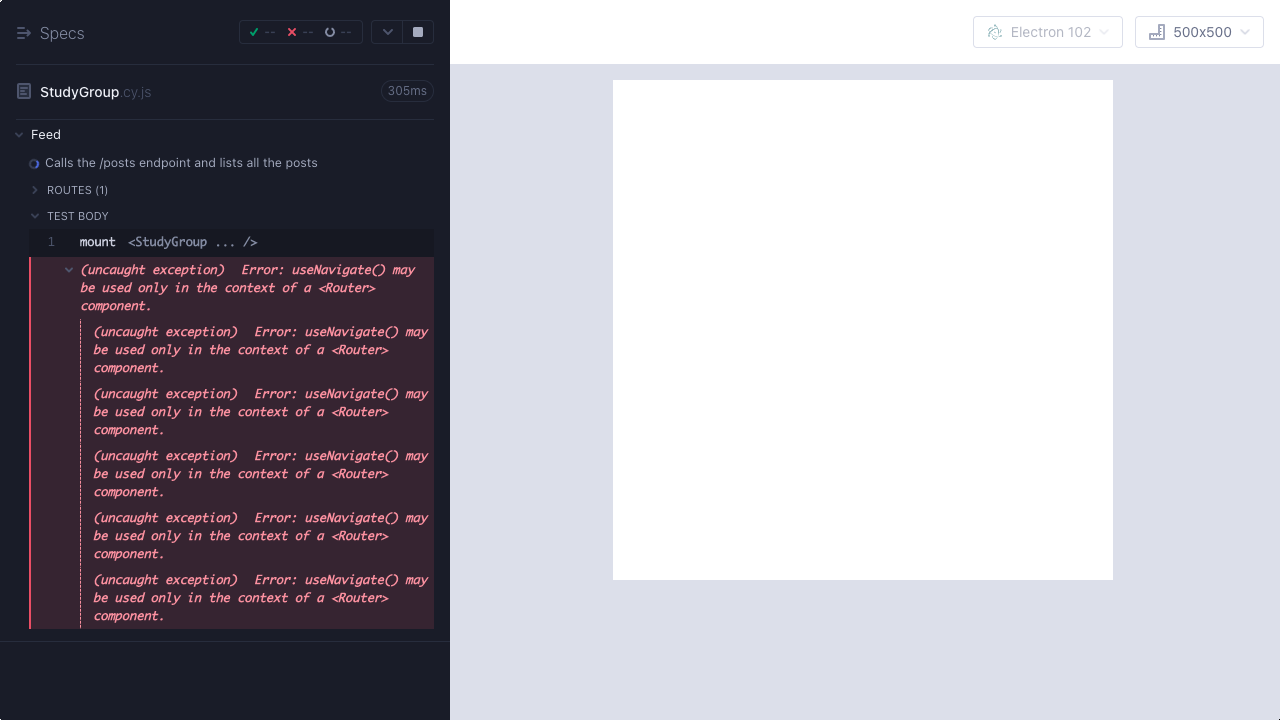 Specs
-- -- --
Electron 102
500x500
StudyGroup.cy.js
305ms
Feed
Calls the /posts endpoint and lists all the posts
ROUTES (1)
TEST BODY
1 mount <StudyGroup ... />
(uncaught exception) Error: useNavigate() may
be used only in the context of a <Router>
component.
(uncaught exception) Error: useNavigate() may
be used only in the context of a <Router>
component.
(uncaught exception) Error: useNavigate() may
be used only in the context of a <Router>
component.
(uncaught exception) Error: useNavigate() may
be used only in the context of a <Router>
component.
(uncaught exception) Error: useNavigate() may
be used only in the context of a <Router>
component.
(uncaught exception) Error: useNavigate() may
be used only in the context of a <Router>
component.